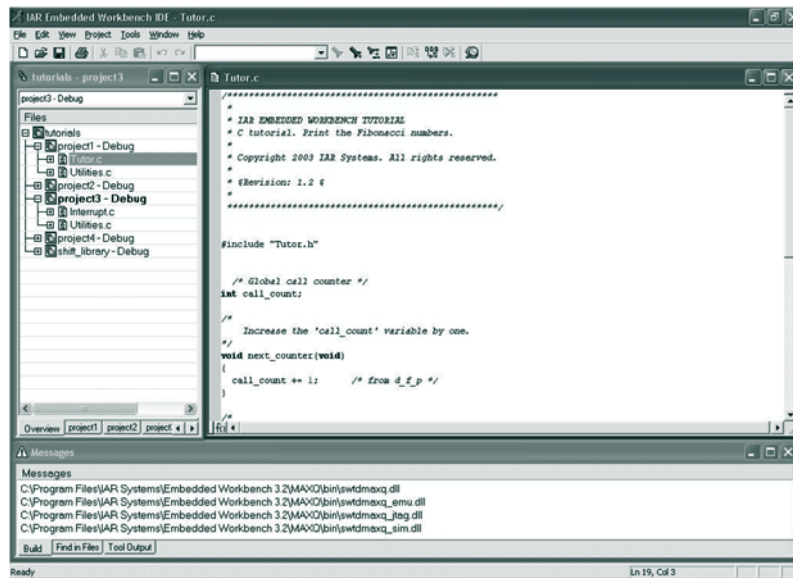 IAR Embedded Workbench IDE - Tutor.c
File Edit View Project Tools Window Help
tutorials - project3
project3 - Debug
Files
tutorials
project1 - Debug
Tutor.c
Utilities.c
project2 - Debug
project3 - Debug
Interrupt.c
Utilities.c
project4 - Debug
shift_library - Debug
Overview project1 project2 project
Tutor.c
/**************************************************
*
* IAR EMBEDDED WORKBENCH TUTORIAL
* C tutorial. Print the Fibonacci numbers.
*
* Copyright 2003 IAR Systems. All rights reserved.
*
* $Revision: 1.2 $
*
**************************************************/
#include "Tutor.h"
/* Global call counter */
int call_count;
/*
Increase the 'call_count' variable by one.
*/
void next_counter(void)
{
call_count += 1; /* from d_f_p */
}
/*
Messages
Messages
C:\Program Files\IAR Systems\Embedded Workbench 3.2\MAXQ\bin\swtdmaxq.dll
C:\Program Files\IAR Systems\Embedded Workbench 3.2\MAXQ\bin\swtdmaxq_emu.dll
C:\Program Files\IAR Systems\Embedded Workbench 3.2\MAXQ\bin\swtdmaxq_jtag.dll
C:\Program Files\IAR Systems\Embedded Workbench 3.2\MAXQ\bin\swtdmaxq_sim.dll
Build Find in Files Tool Output
Ready Ln 19, Col 3